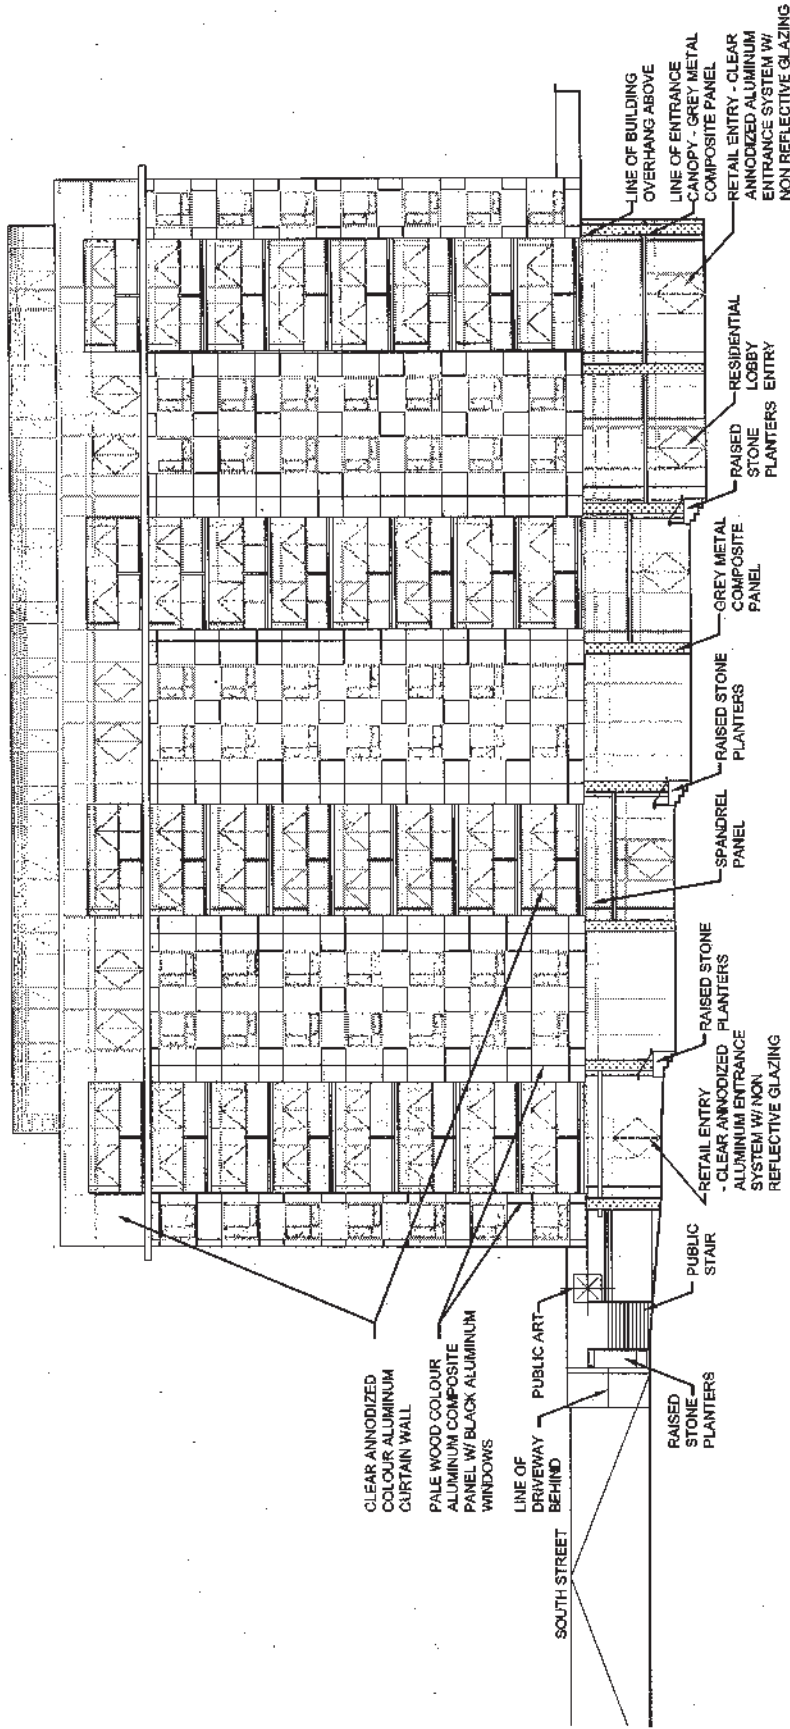 CLEAR ANNODIZED
COLOUR ALUMINUM
CURTAIN WALL
PALE WOOD COLOUR
ALUMINUM COMPOSITE
PANEL W/ BLACK ALUMINUM
WINDOWS
LINE OF
DRIVEWAY
BEHIND
PUBLIC ART
SOUTH STREET
RAISED
STONE
PLANTERS
PUBLIC
STAIR
RETAIL ENTRY
- CLEAR ANNODIZED
ALUMINUM ENTRANCE
SYSTEM W/ NON
REFLECTIVE GLAZING
RAISED STONE
PLANTERS
SPANDREL
PANEL
RAISED STONE
PLANTERS
GREY METAL
COMPOSITE
PANEL
RAISED
STONE
PLANTERS
RESIDENTIAL
LOBBY
ENTRY
LINE OF BUILDING
OVERHANG ABOVE
LINE OF ENTRANCE
CANOPY - GREY METAL
COMPOSITE PANEL
RETAIL ENTRY - CLEAR
ANNODIZED ALUMINUM
ENTRANCE SYSTEM W/
NON REFLECTIVE GLAZING